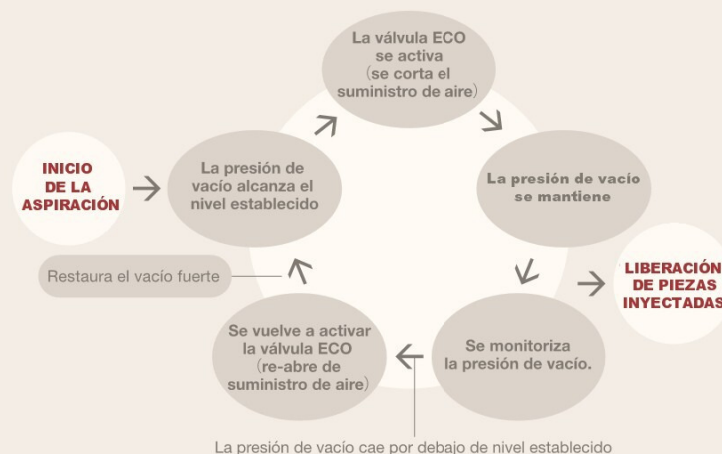 La válvula ECO
se activa
(se corta el
suministro de aire)
INICIO
DE LA
ASPIRACIÓN
La presión de
vacío alcanza el
nivel establecido
La presión de vacío
se mantiene
LIBERACIÓN
DE PIEZAS
INYECTADAS
Restaura el vacío fuerte
Se vuelve a activar
la válvula ECO
(re-abre de
suministro de aire)
Se monitoriza
la presión de vacío.
La presión de vacío cae por debajo de nivel establecido